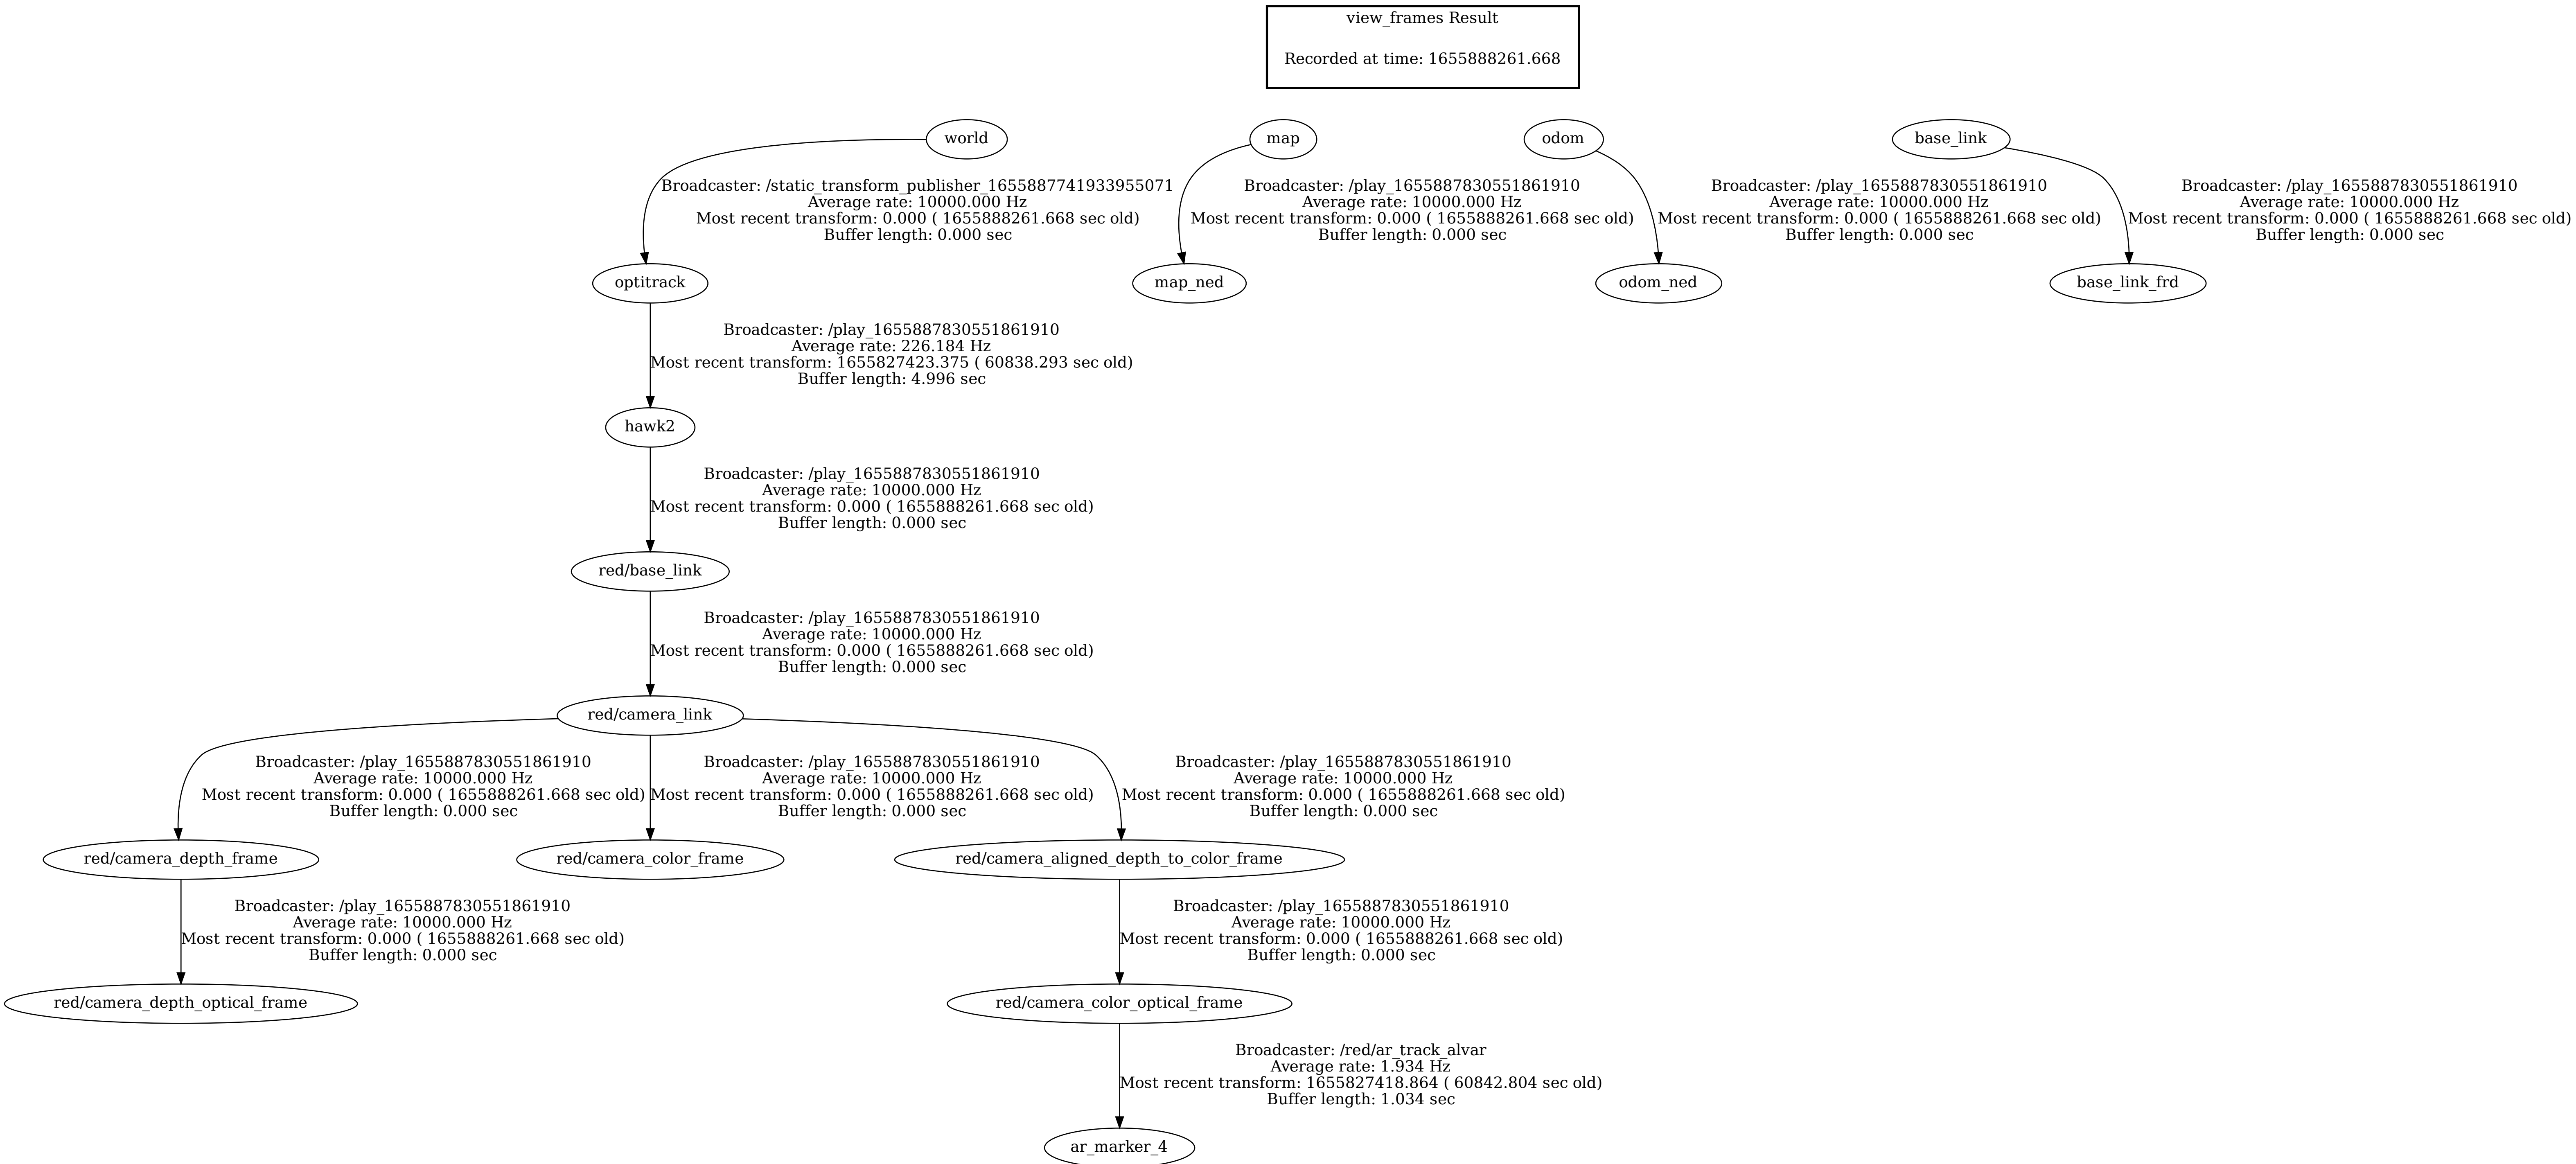 view_frames Result
Recorded at time: 1655888261.668
world
map
odom
base_link
Broadcaster: /static_transform_publisher_1655887741933955071
Average rate: 10000.000 Hz
Most recent transform: 0.000 ( 1655888261.668 sec old)
Buffer length: 0.000 sec
Broadcaster: /play_1655887830551861910
Average rate: 10000.000 Hz
Most recent transform: 0.000 ( 1655888261.668 sec old)
Buffer length: 0.000 sec
Broadcaster: /play_1655887830551861910
Average rate: 10000.000 Hz
Most recent transform: 0.000 ( 1655888261.668 sec old)
Buffer length: 0.000 sec
Broadcaster: /play_1655887830551861910
Average rate: 10000.000 Hz
Most recent transform: 0.000 ( 1655888261.668 sec old)
Buffer length: 0.000 sec
optitrack
map_ned
odom_ned
base_link_frd
Broadcaster: /play_1655887830551861910
Average rate: 226.184 Hz
Most recent transform: 1655827423.375 ( 60838.293 sec old)
Buffer length: 4.996 sec
hawk2
Broadcaster: /play_1655887830551861910
Average rate: 10000.000 Hz
Most recent transform: 0.000 ( 1655888261.668 sec old)
Buffer length: 0.000 sec
red/base_link
Broadcaster: /play_1655887830551861910
Average rate: 10000.000 Hz
Most recent transform: 0.000 ( 1655888261.668 sec old)
Buffer length: 0.000 sec
red/camera_link
Broadcaster: /play_1655887830551861910
Average rate: 10000.000 Hz
Most recent transform: 0.000 ( 1655888261.668 sec old)
Buffer length: 0.000 sec
Broadcaster: /play_1655887830551861910
Average rate: 10000.000 Hz
Most recent transform: 0.000 ( 1655888261.668 sec old)
Buffer length: 0.000 sec
Broadcaster: /play_1655887830551861910
Average rate: 10000.000 Hz
Most recent transform: 0.000 ( 1655888261.668 sec old)
Buffer length: 0.000 sec
red/camera_depth_frame
red/camera_color_frame
red/camera_aligned_depth_to_color_frame
Broadcaster: /play_1655887830551861910
Average rate: 10000.000 Hz
Most recent transform: 0.000 ( 1655888261.668 sec old)
Buffer length: 0.000 sec
Broadcaster: /play_1655887830551861910
Average rate: 10000.000 Hz
Most recent transform: 0.000 ( 1655888261.668 sec old)
Buffer length: 0.000 sec
red/camera_depth_optical_frame
red/camera_color_optical_frame
Broadcaster: /red/ar_track_alvar
Average rate: 1.934 Hz
Most recent transform: 1655827418.864 ( 60842.804 sec old)
Buffer length: 1.034 sec
ar_marker_4